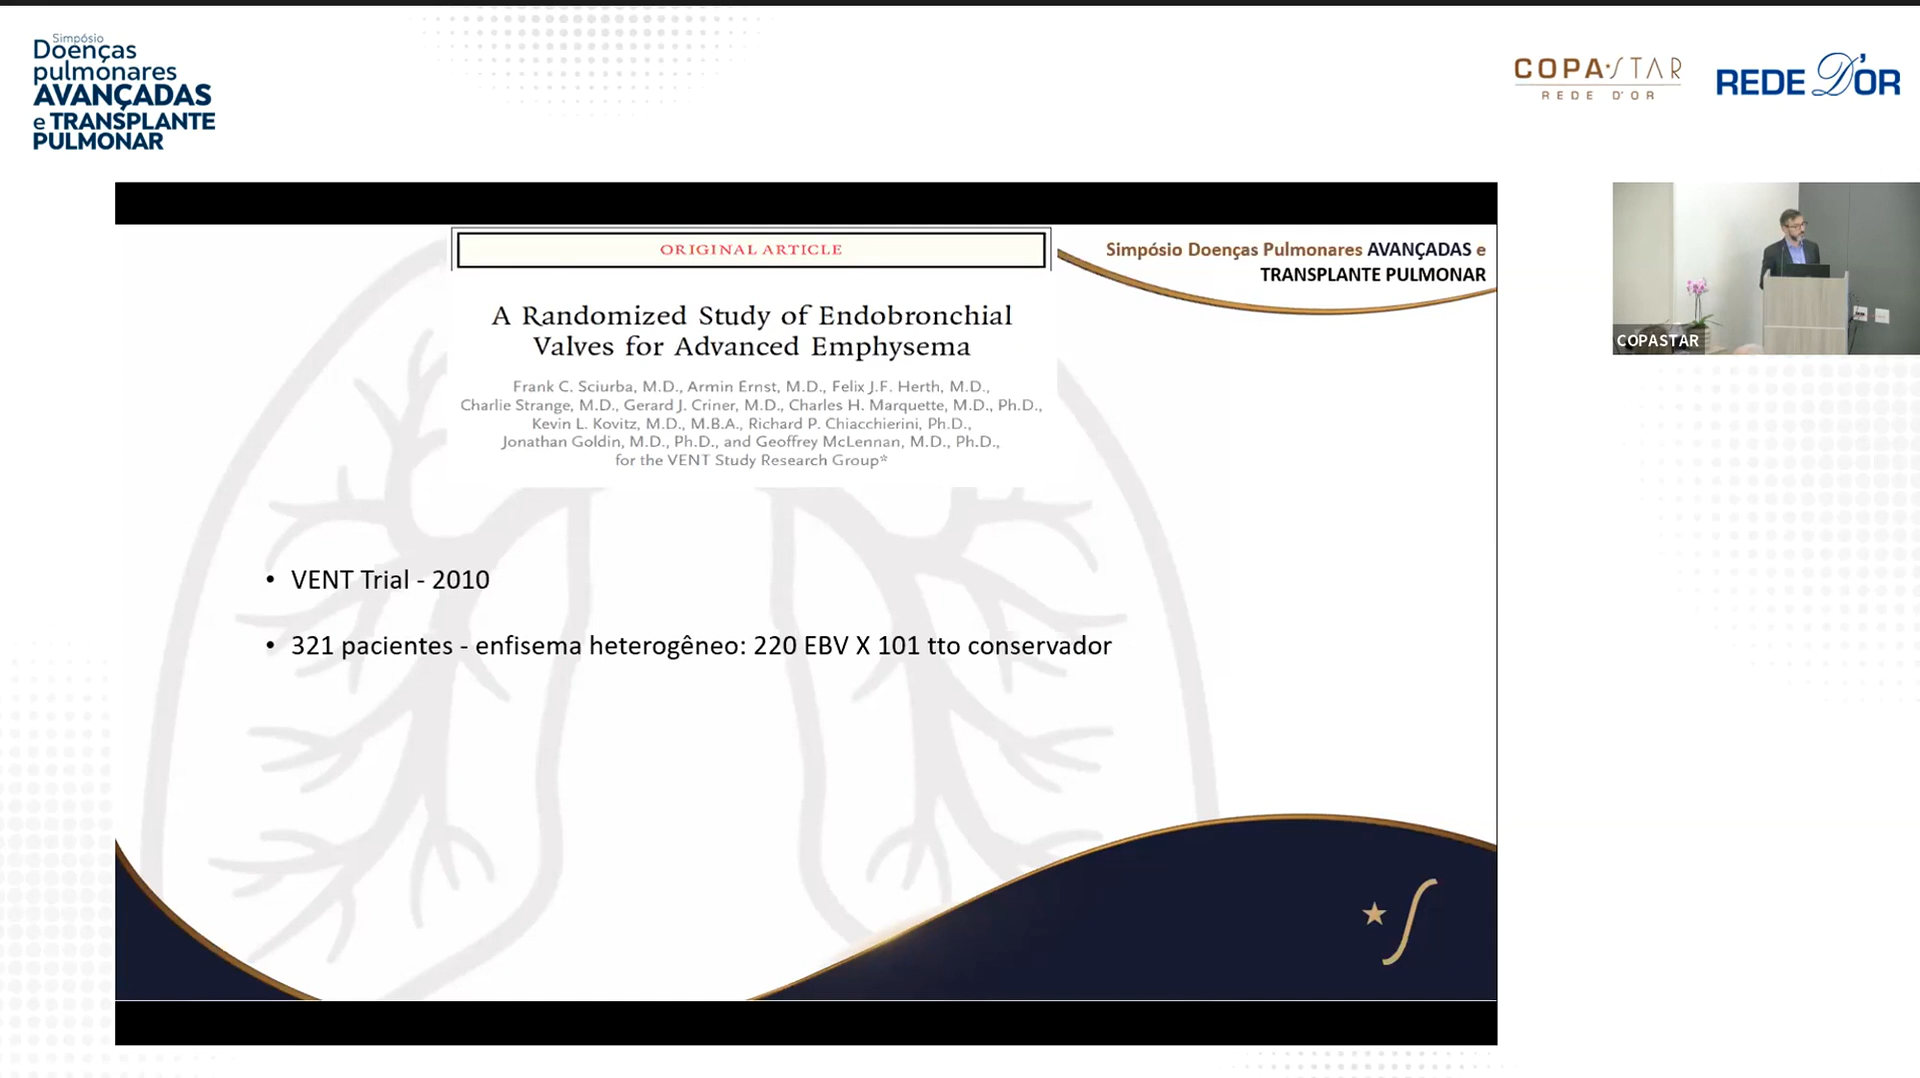 Simpósio
Doenças
pulmonares
AVANÇADAS
e TRANSPLANTE
PULMONAR
COPA STAR
REDE D'OR
REDE D'OR
ORIGINAL ARTICLE
A Randomized Study of Endobronchial
Valves for Advanced Emphysema
Frank C. Sciurba, M.D., Armin Ernst, M.D., Felix J.F. Herth, M.D.,
Charlie Strange, M.D., Gerard J. Criner, M.D., Charles H. Marquette, M.D., Ph.D.,
Kevin L. Kovitz, M.D., M.B.A., Richard P. Chiacchierini, Ph.D.,
Jonathan Goldin, M.D., Ph.D., and Geoffrey McLennan, M.D., Ph.D.,
for the VENT Study Research Group*
Simpósio Doenças Pulmonares AVANÇADAS e
TRANSPLANTE PULMONAR
COPASTAR
• VENT Trial - 2010
• 321 pacientes - enfisema heterogêneo: 220 EBV X 101 tto conservador